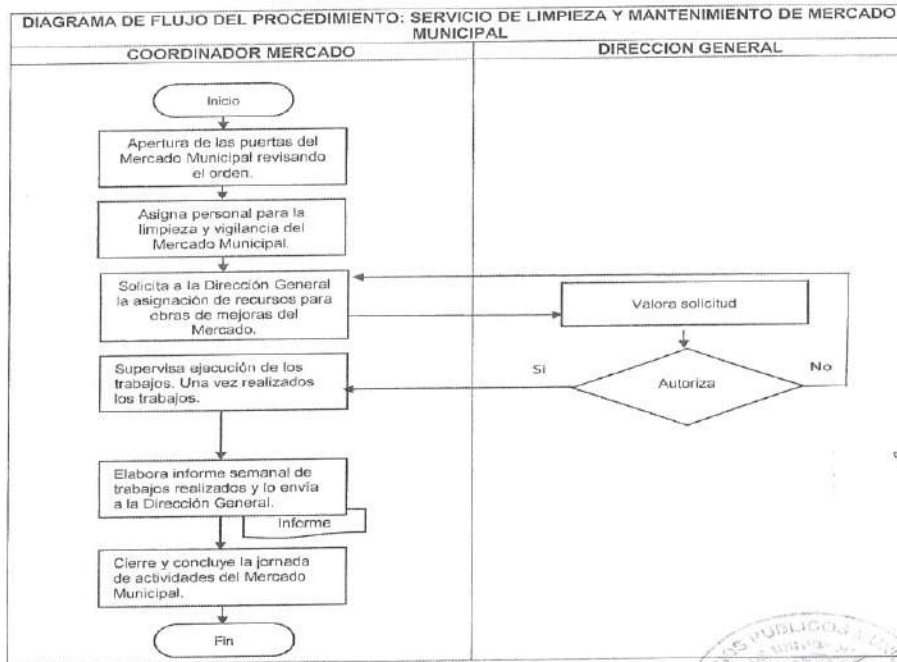 DIAGRAMA DE FLUJO DEL PROCEDIMIENTO: SERVICIO DE LIMPIEZA Y MANTENIMIENTO DE MERCADO
MUNICIPAL
COORDINADOR MERCADO
DIRECCION GENERAL
Inicio
Apertura de las puertas del
Mercado Municipal revisando
el orden.
Asigna personal para la
limpieza y vigilancia del
Mercado Municipal.
Solicita a la Dirección General
la asignación de recursos para
obras de mejoras del
Mercado.
Valora solicitud
Supervisa ejecución de los
trabajos. Una vez realizados
los trabajos.
Si
Autoriza
No
Elabora informe semanal de
trabajos realizados y lo envía
a la Dirección General.
Informe
Cierre y concluye la jornada
de actividades del Mercado
Municipal.
Fin
PUBLICOS